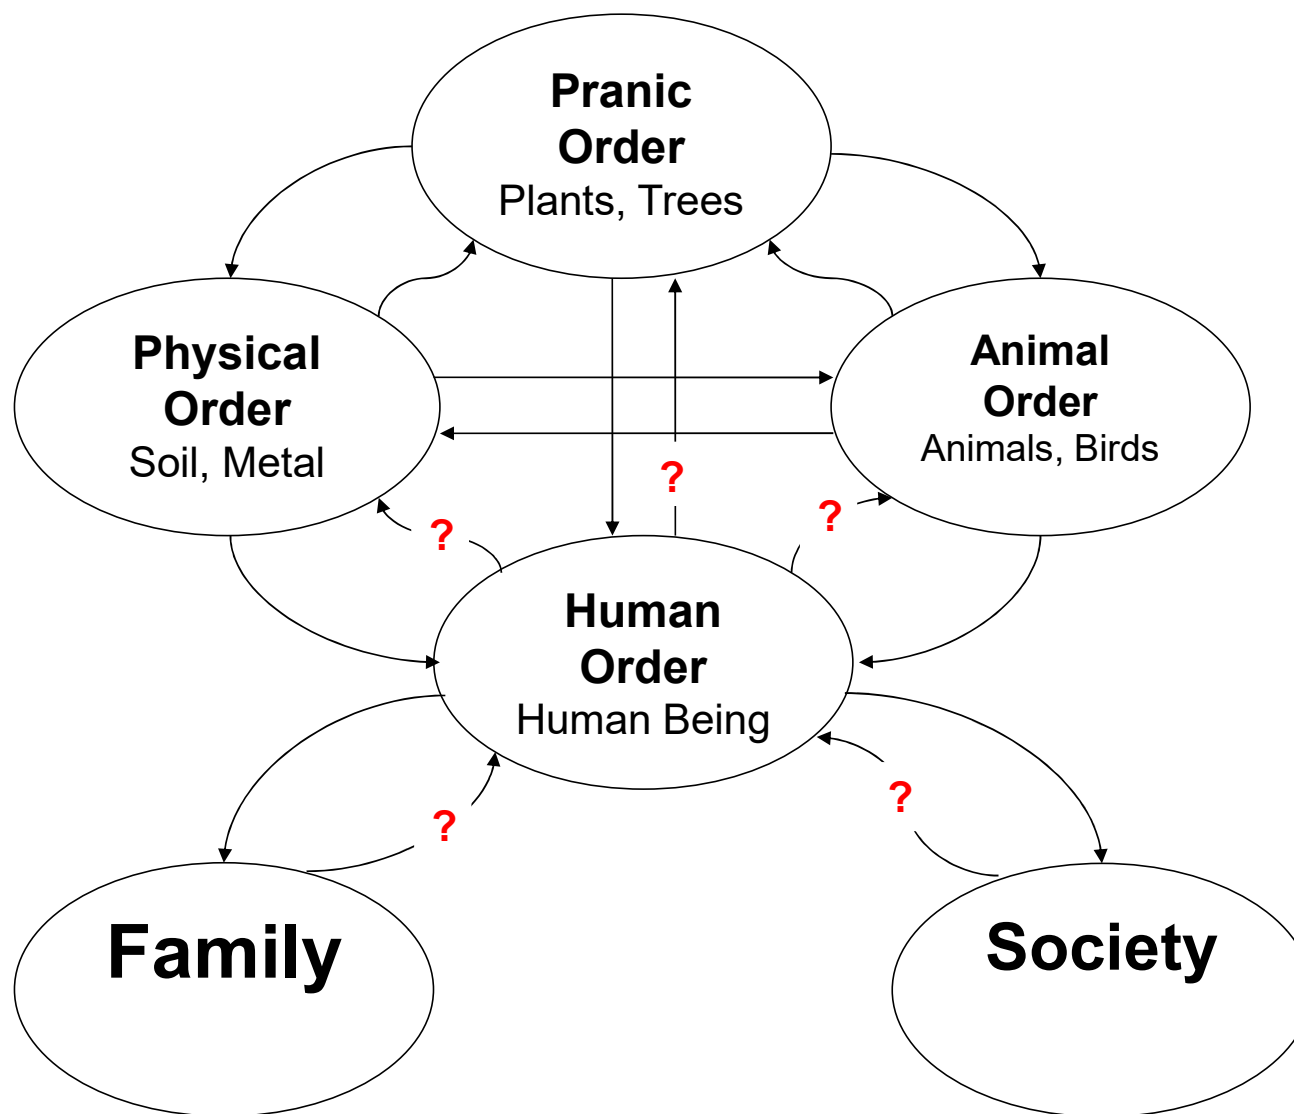 Pranic
Order
Plants, Trees
Physical
Order
Soil, Metal
Animal
Order
Animals, Birds
?
?
?
Human
Order
Human Being
?
?
Family
Society